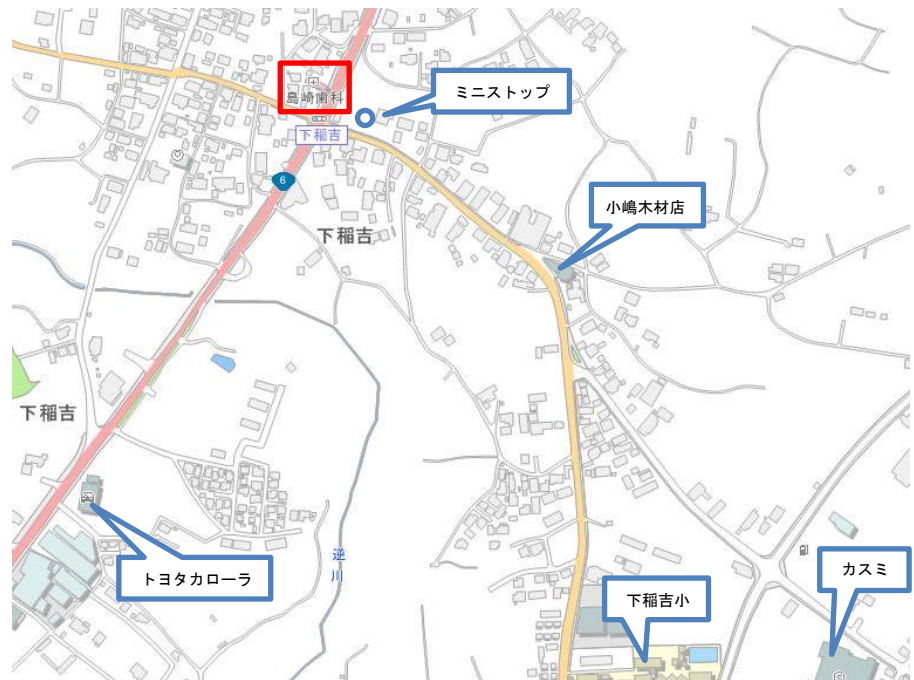 島崎歯科
ミニストップ
下稲吉
6
小嶋木材店
下稲吉
下稲吉
トヨタカローラ
逆川
下稲吉小
カスミ